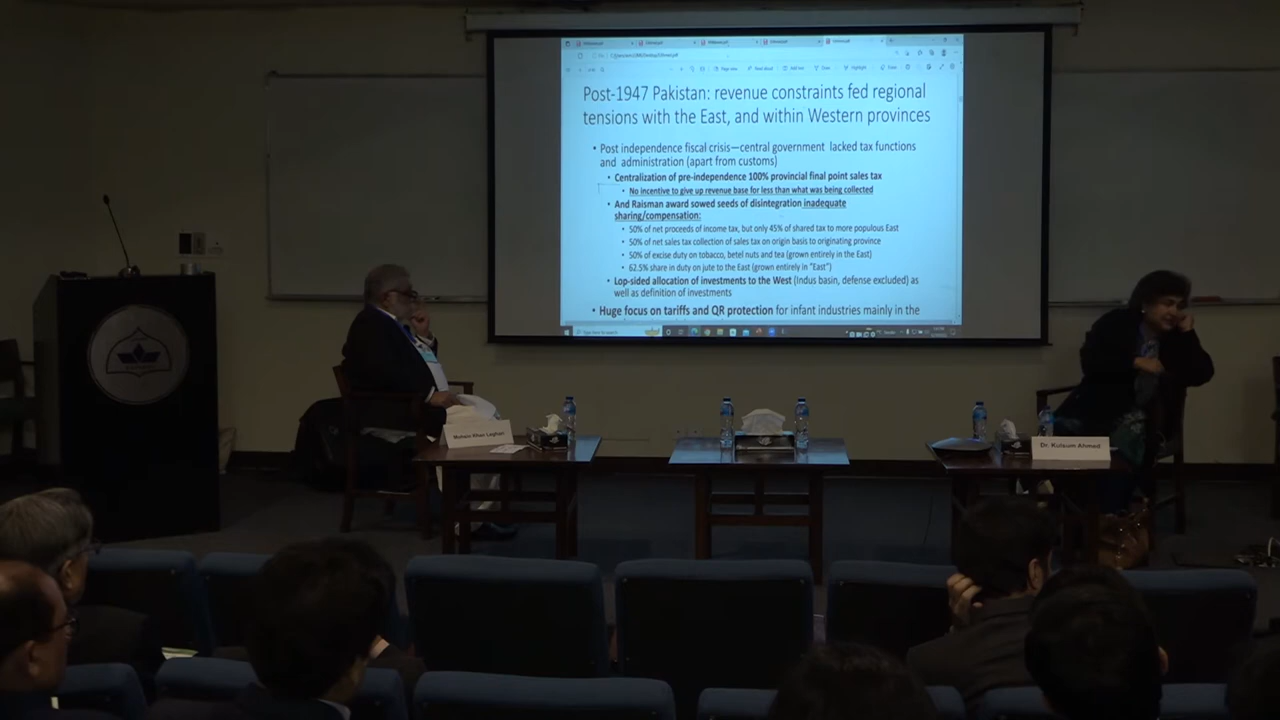 Post-1947 Pakistan: revenue constraints fed regional
tensions with the East, and within Western provinces
• Post independence fiscal crisis—central government lacked tax functions
and administration (apart from customs)
• Centralization of pre-independence 100% provincial final point sales tax
• No incentive to give up revenue base for less than what was being collected
• And Raisman award sowed seeds of disintegration inadequate
sharing/compensation:
• 50% of net proceeds of income tax, but only 45% of shared tax to more populous East
• 50% of net sales tax collection of sales tax on origin basis to originating province
• 50% of excise duty on tobacco, betel nuts and tea (grown entirely in the East)
• 62.5% share in duty on jute to the East (grown entirely in "East")
• Lop-sided allocation of investments to the West (Indus basin, defense excluded) as
well as definition of investments
• Huge focus on tariffs and QR protection for infant industries mainly in the
Type here to search
Muhsin Khan Leghari
Dr. Kulsum Ahmed